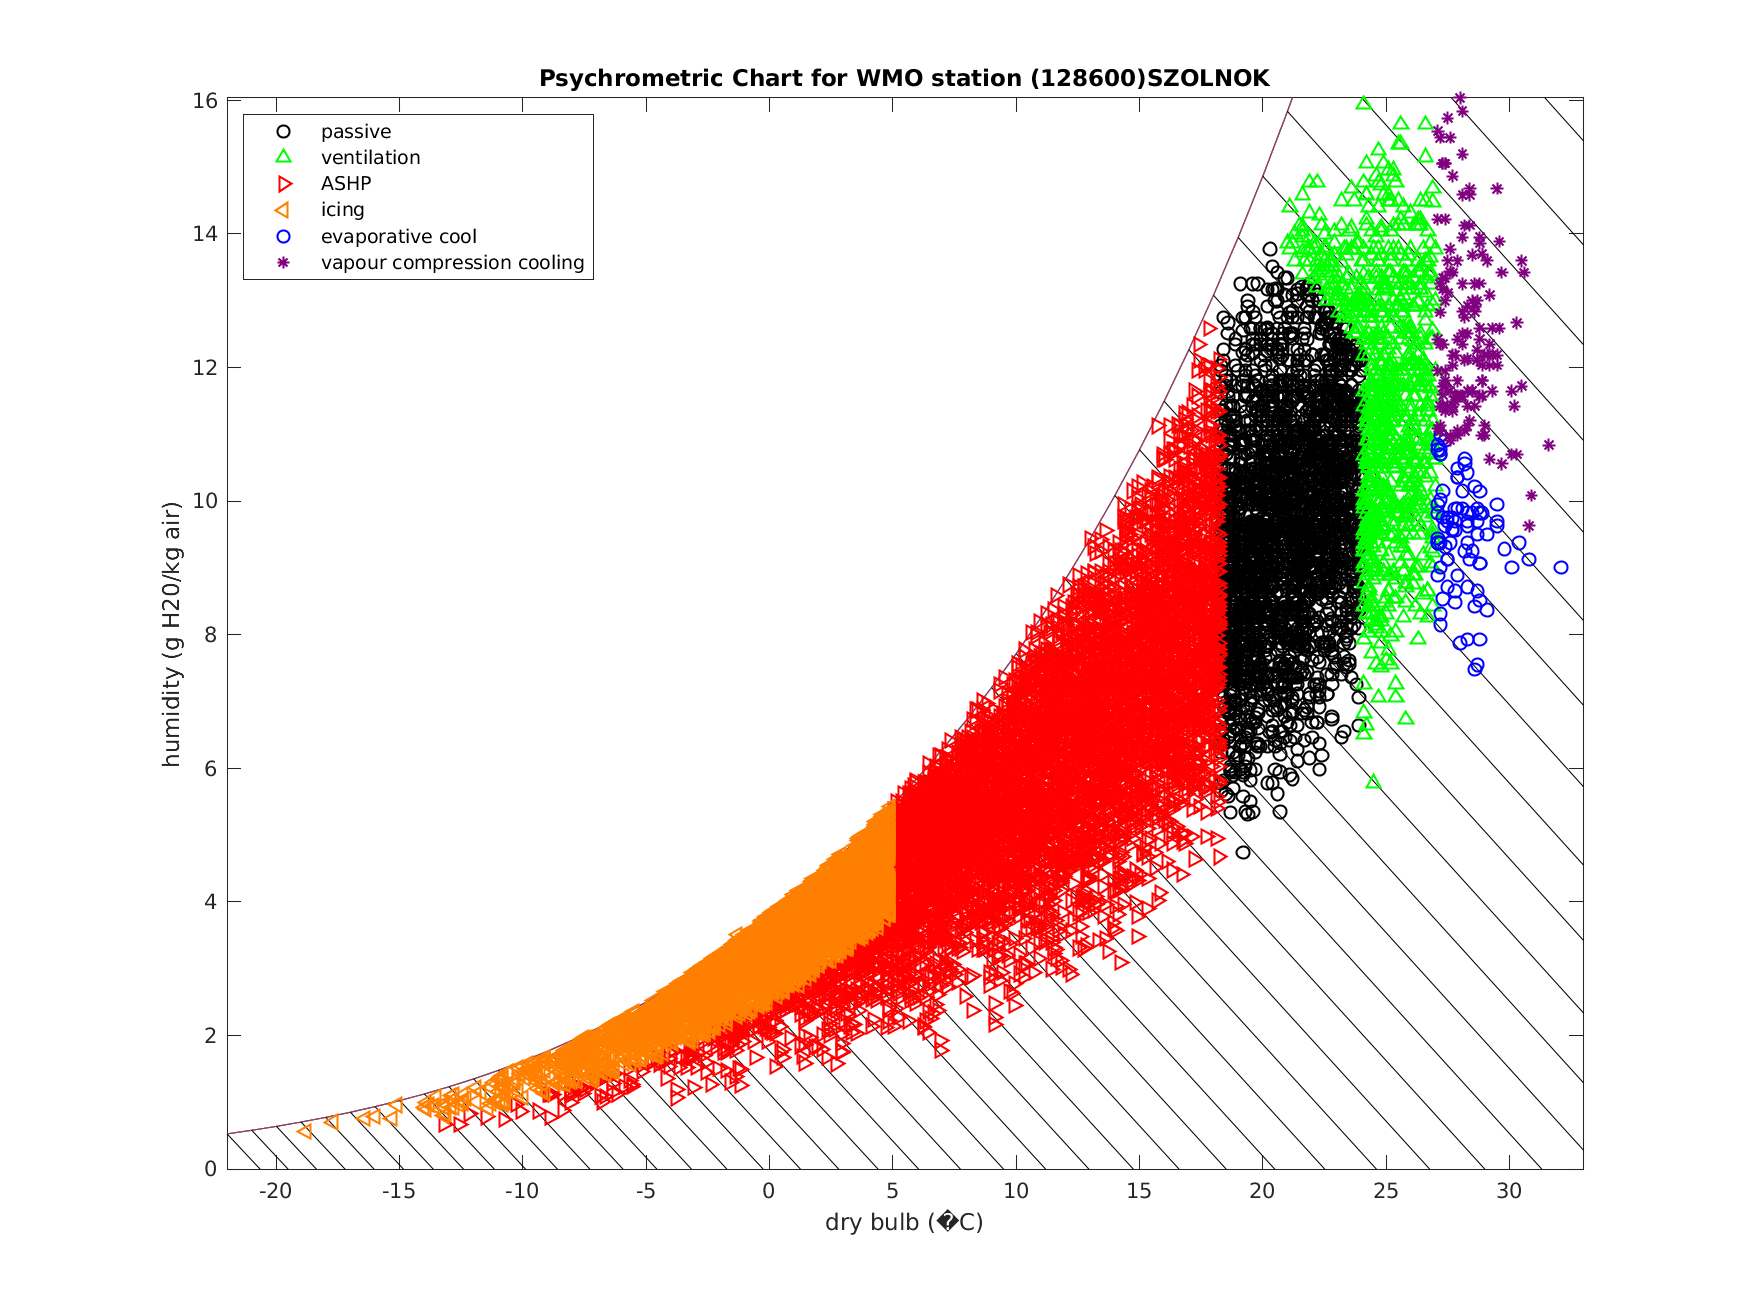 Psychrometric Chart for WMO station (128600)SZOLNOK
passive
ventilation
ASHP
icing
evaporative cool
vapour compression cooling
16
14
12
10
8
6
4
2
0
humidity (g H20/kg air)
-20 -15 -10 -5 0 5 10 15 20 25 30
dry bulb (�C)